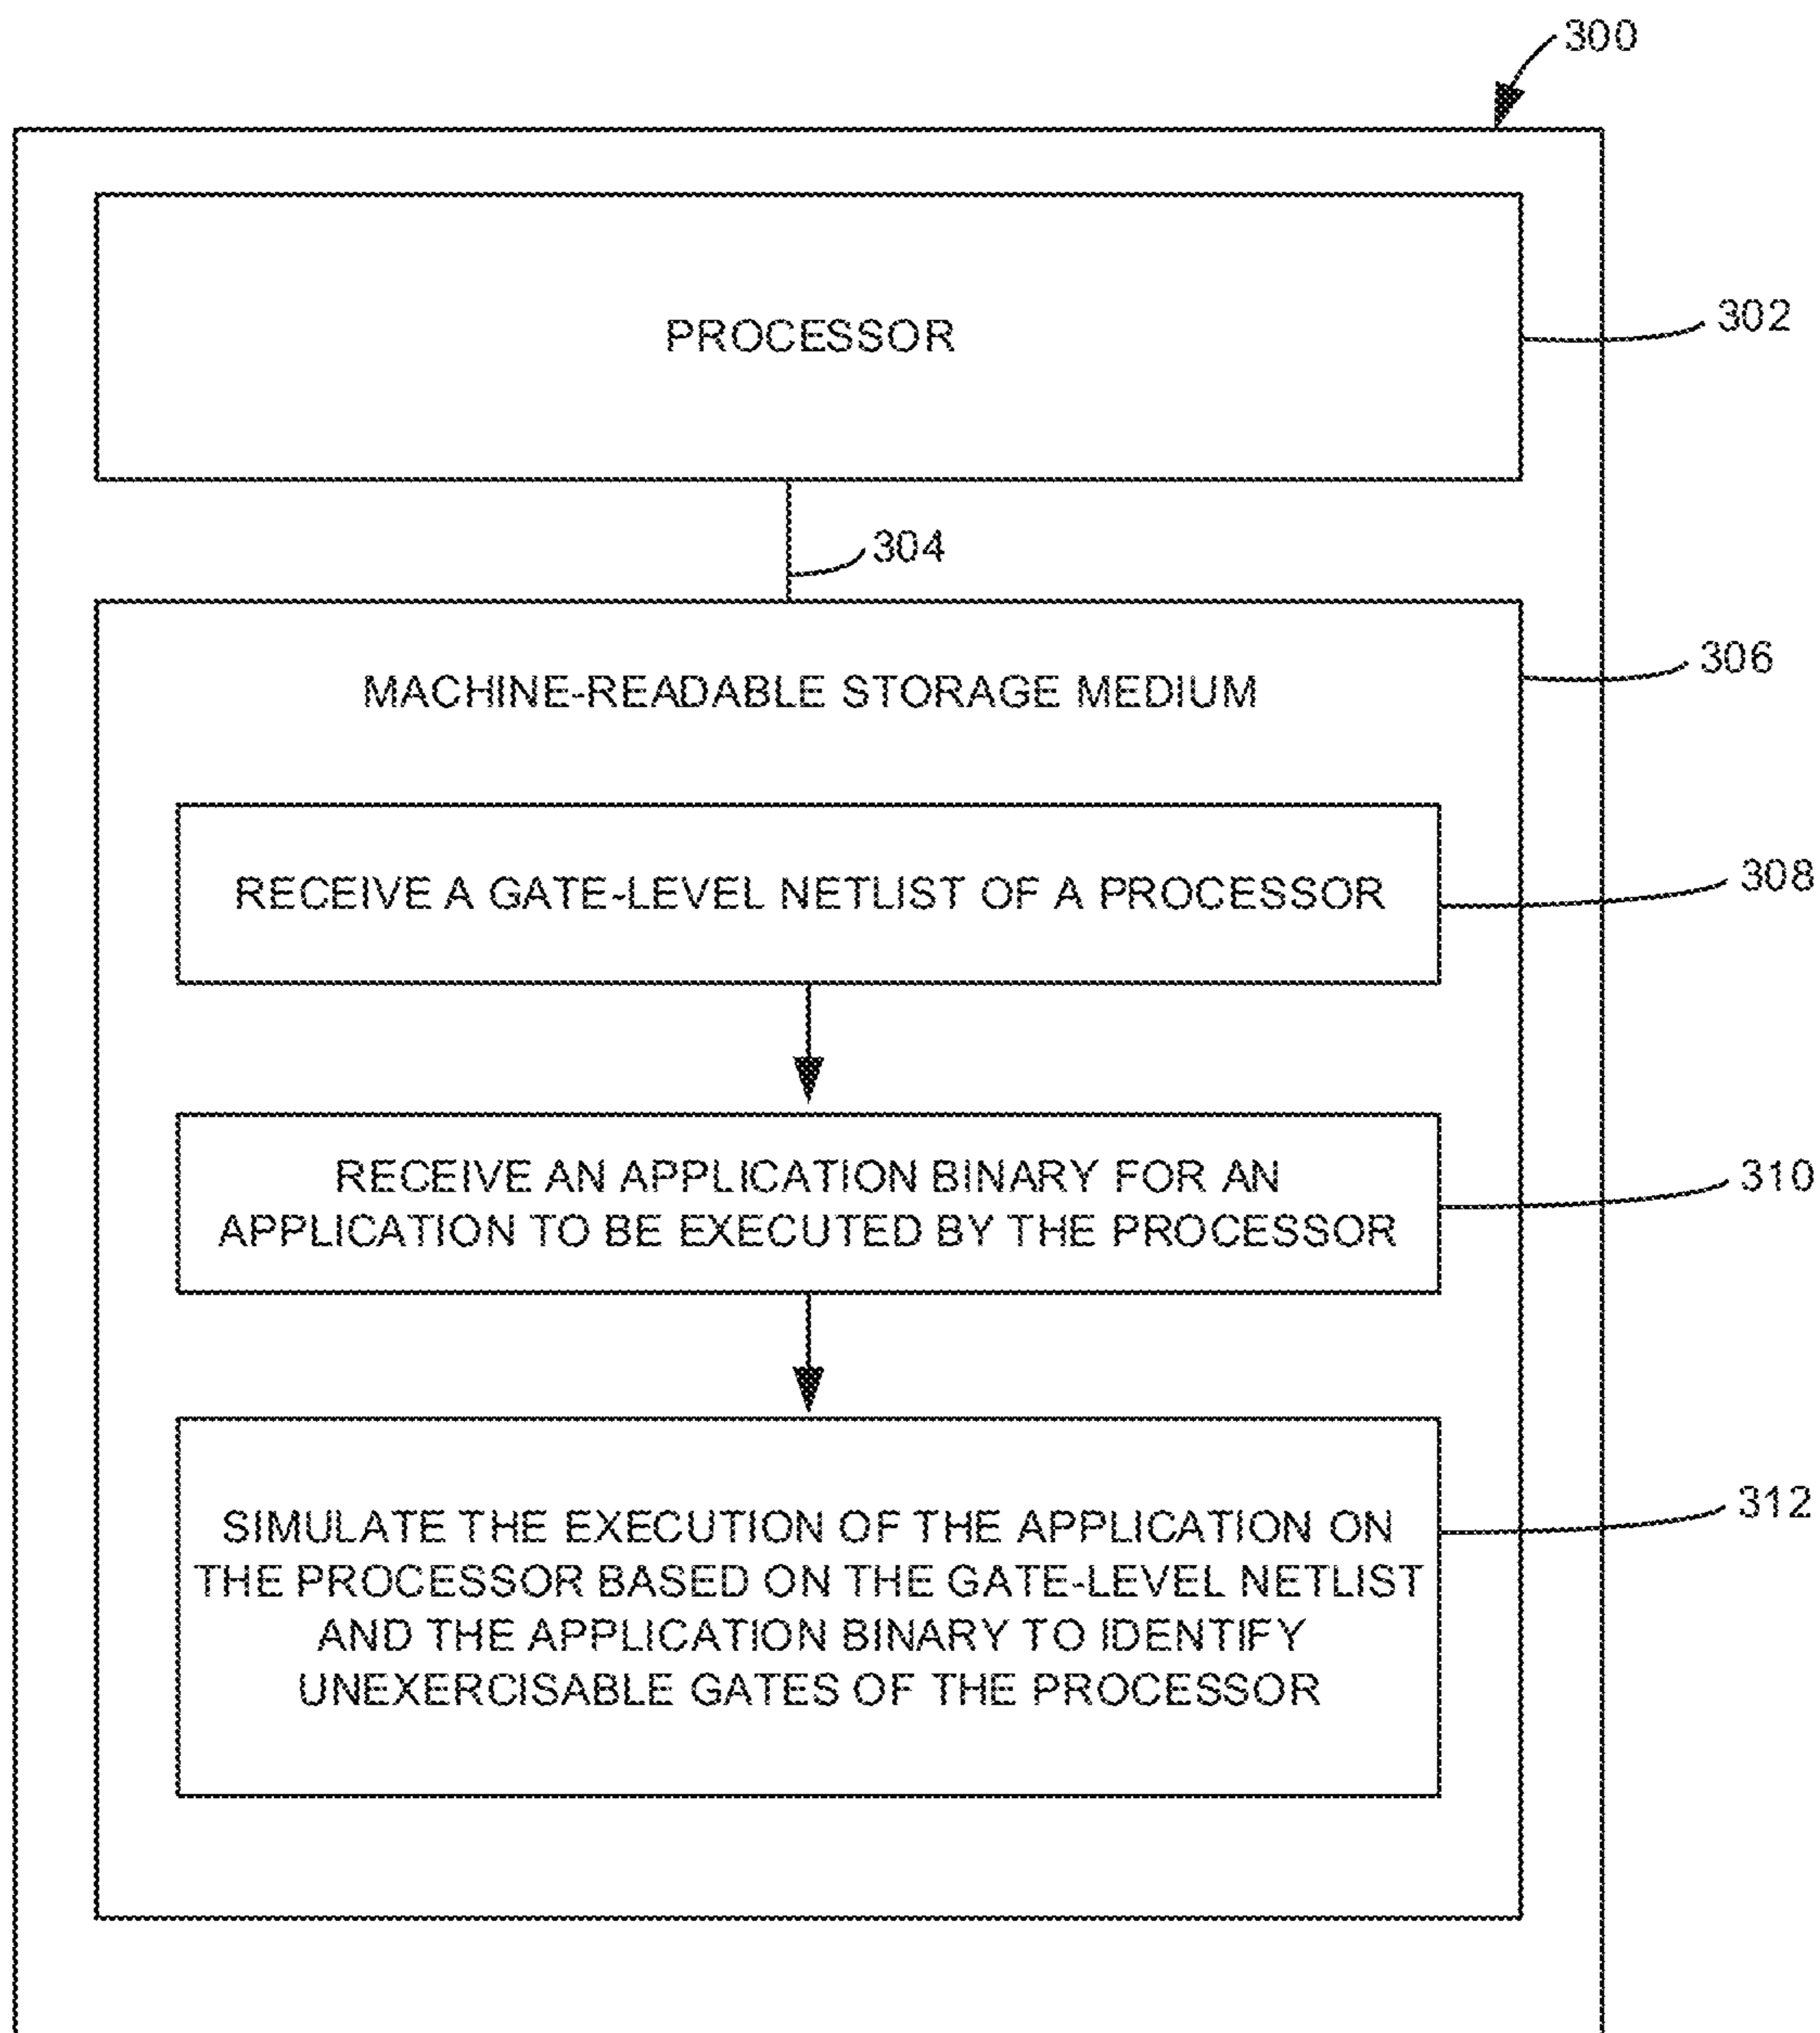 300
PROCESSOR
302
304
306
MACHINE-READABLE STORAGE MEDIUM
RECEIVE A GATE-LEVEL NETLIST OF A PROCESSOR
308
RECEIVE AN APPLICATION BINARY FOR AN
APPLICATION TO BE EXECUTED BY THE PROCESSOR
310
SIMULATE THE EXECUTION OF THE APPLICATION ON
THE PROCESSOR BASED ON THE GATE-LEVEL NETLIST
AND THE APPLICATION BINARY TO IDENTIFY
UNEXERCISABLE GATES OF THE PROCESSOR
312